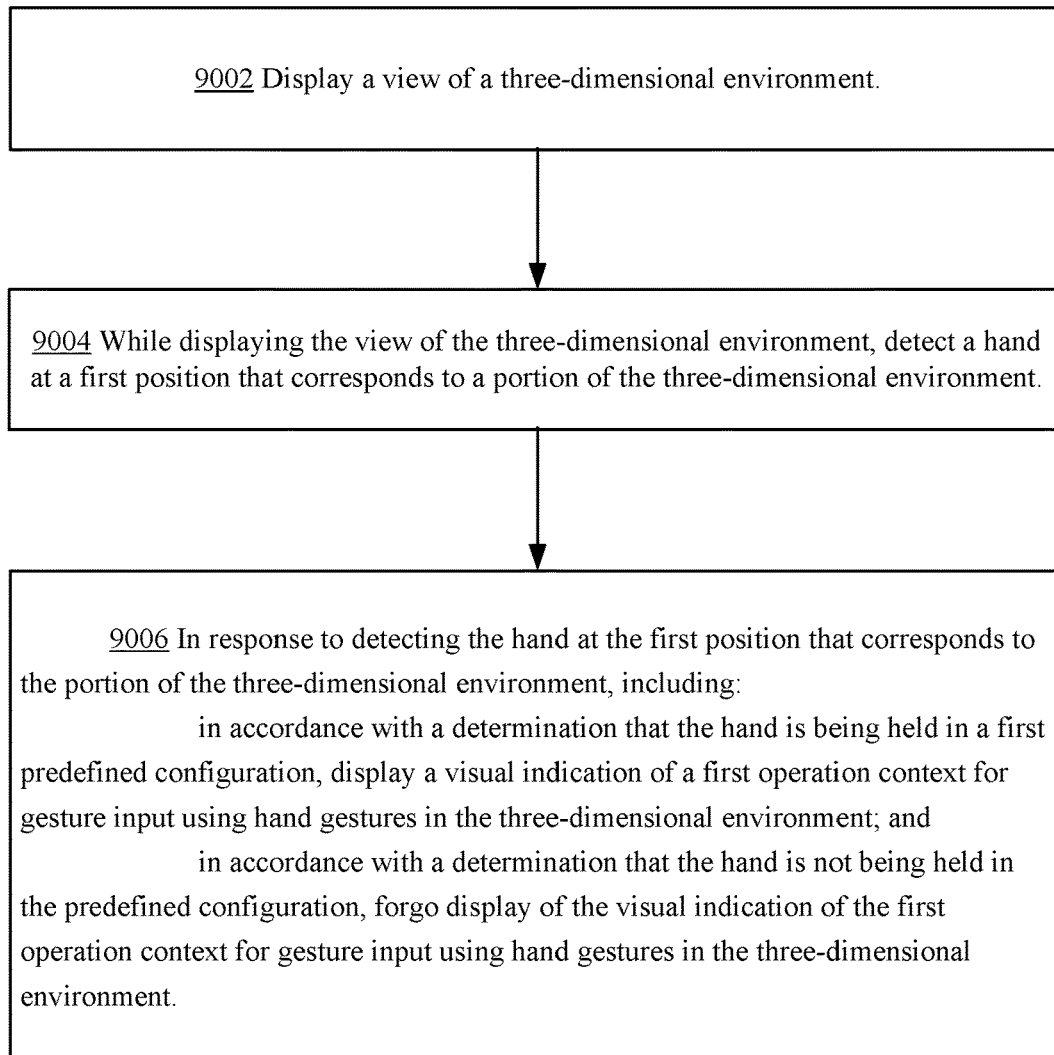 9002 Display a view of a three-dimensional environment.
9004 While displaying the view of the three-dimensional environment, detect a hand
at a first position that corresponds to a portion of the three-dimensional environment.
9006 In response to detecting the hand at the first position that corresponds to
the portion of the three-dimensional environment, including:
in accordance with a determination that the hand is being held in a first
predefined configuration, display a visual indication of a first operation context for
gesture input using hand gestures in the three-dimensional environment; and
in accordance with a determination that the hand is not being held in
the predefined configuration, forgo display of the visual indication of the first
operation context for gesture input using hand gestures in the three-dimensional
environment.